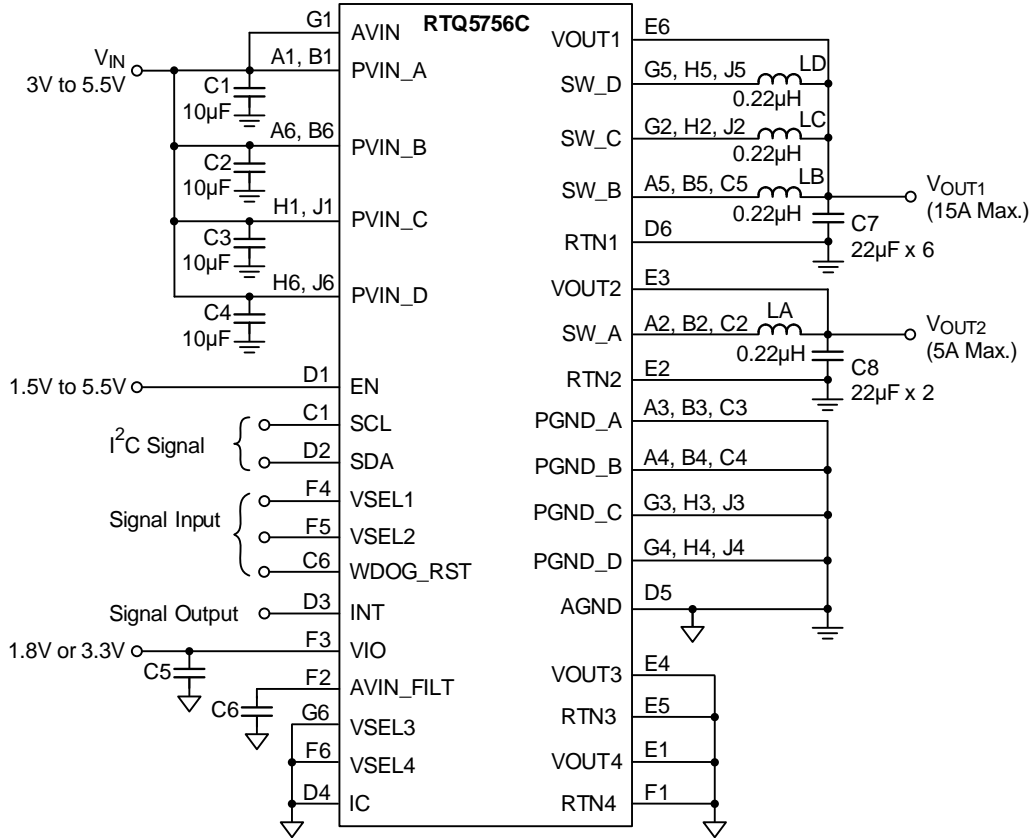 RTQ5756C
G1
AVIN
VIN
3V to 5.5V
A1, B1
PVIN_A
C1
10µF
A6, B6
PVIN_B
C2
10µF
H1, J1
PVIN_C
C3
10µF
H6, J6
PVIN_D
C4
10µF
1.5V to 5.5V
D1
EN
I2C Signal
C1
SCL
D2
SDA
Signal Input
F4
VSEL1
F5
VSEL2
C6
WDOG_RST
Signal Output
D3
INT
1.8V or 3.3V
F3
VIO
C5
F2
AVIN_FILT
C6
G6
VSEL3
F6
VSEL4
D4
IC
VOUT1
E6
SW_D
G5, H5, J5
LD
0.22µH
SW_C
G2, H2, J2
LC
0.22µH
SW_B
A5, B5, C5
LB
0.22µH
VOUT1
(15A Max.)
RTN1
D6
C7
22µF x 6
VOUT2
E3
SW_A
A2, B2, C2
LA
0.22µH
VOUT2
(5A Max.)
RTN2
E2
C8
22µF x 2
PGND_A
A3, B3, C3
PGND_B
A4, B4, C4
PGND_C
G3, H3, J3
PGND_D
G4, H4, J4
AGND
D5
VOUT3
E4
RTN3
E5
VOUT4
E1
RTN4
F1